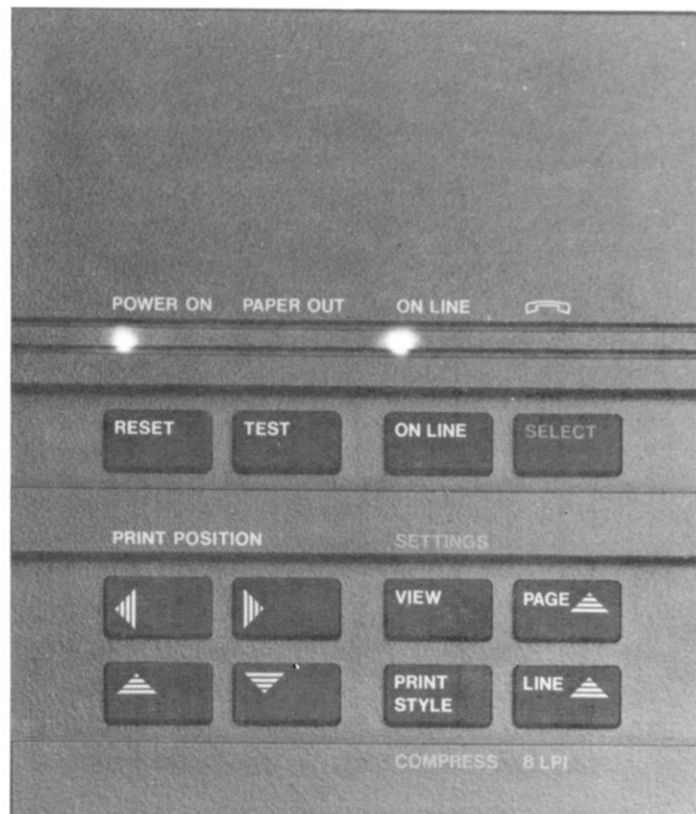 POWER ON PAPER OUT ON LINE
RESET TEST ON LINE SELECT
PRINT POSITION SETTINGS
VIEW PAGE
PRINT STYLE LINE
COMPRESS 8 LPI